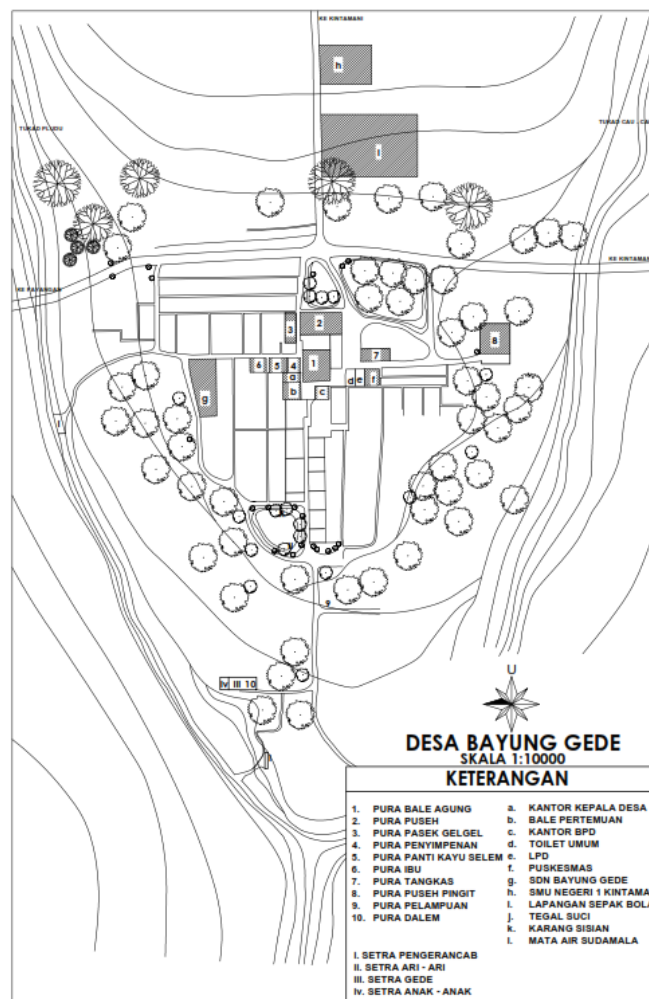 KE KINTAMANI
h
TUKAD PLUDU
TUKAD CAU - CA
I
KE KINTAMANI
KE PAYANGAN
2
3
8
1
7
6
5
4
a
d
e
f
g
b
c
9
Iv
III
10
U
DESA BAYUNG GEDE
SKALA 1:10000
KETERANGAN
1. PURA BALE AGUNG
2. PURA PUSEH
3. PURA PASEK GELGEL
4. PURA PENYIMPENAN
5. PURA PANTI KAYU SELEM
6. PURA IBU
7. PURA TANGKAS
8. PURA PUSEH PINGIT
9. PURA PELAMPUAN
10. PURA DALEM
a. KANTOR KEPALA DESA
b. BALE PERTEMUAN
c. KANTOR BPD
d. TOILET UMUM
e. LPD
f. PUSKESMAS
g. SDN BAYUNG GEDE
h. SMU NEGERI 1 KINTAMA
I. LAPANGAN SEPAK BOLA
j. TEGAL SUCI
k. KARANG SISIAN
l. MATA AIR SUDAMALA
I. SETRA PENGERANCAB
II. SETRA ARI - ARI
III. SETRA GEDE
Iv. SETRA ANAK - ANAK